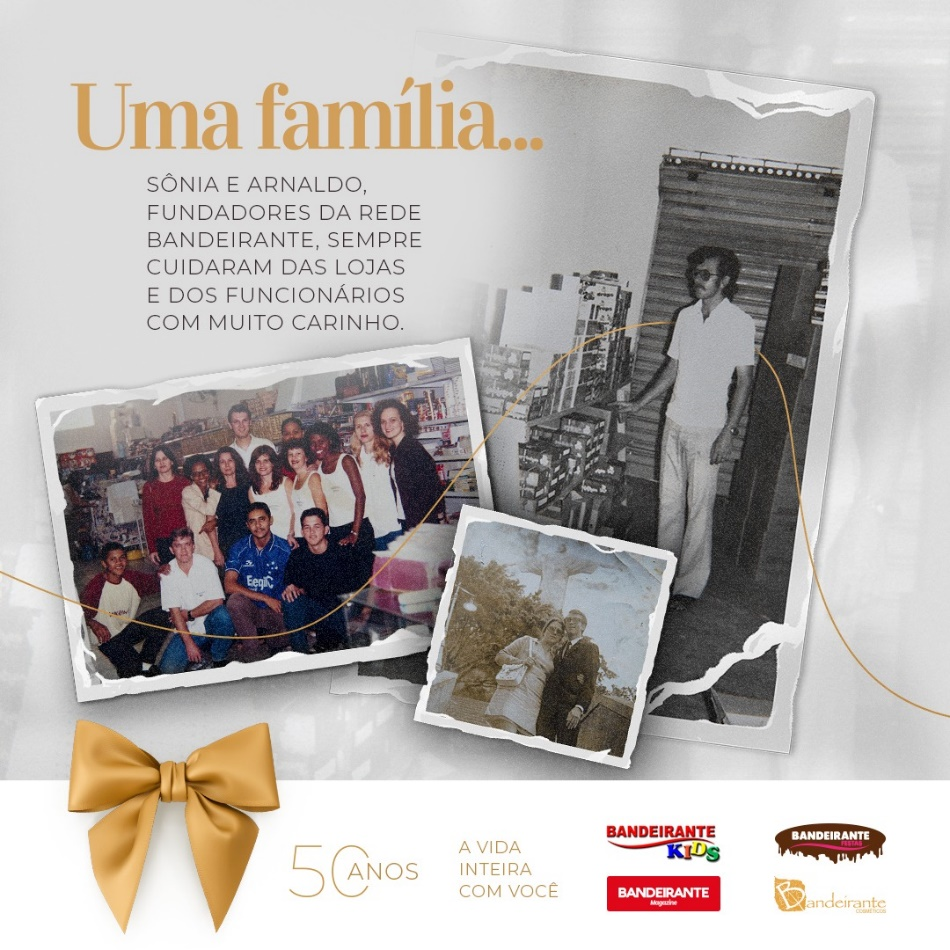 Uma família...
SÔNIA E ARNALDO,
FUNDADORES DA REDE
BANDEIRANTE, SEMPRE
CUIDARAM DAS LOJAS
E DOS FUNCIONÁRIOS
COM MUITO CARINHO.
50 ANOS
A VIDA
INTEIRA
COM VOCÊ
BANDEIRANTE
KIDS
BANDEIRANTE
FESTAS
BANDEIRANTE
Magazine
Bandeirante
COSMÉTICOS